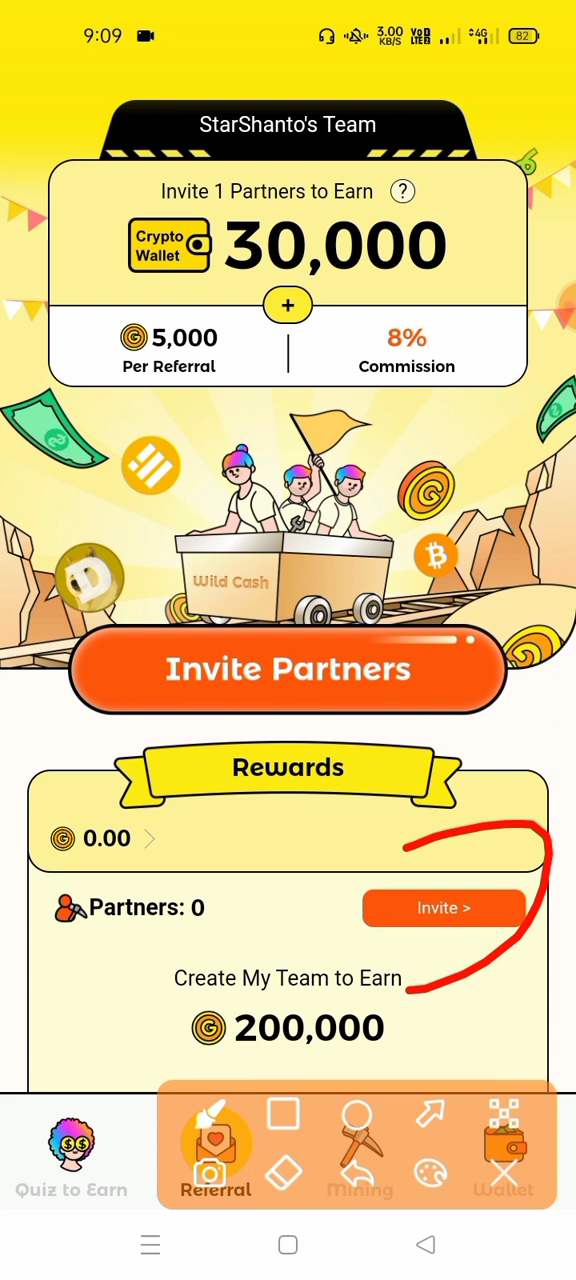 9:09
3.00
KB/S
VoD
LTE 2
4G
82
StarShanto's Team
Invite 1 Partners to Earn ?
Crypto
Wallet
30,000
+
5,000
8%
Per Referral
Commission
Wild Cash
Invite Partners
Rewards
0.00
Partners: 0
Invite >
Create My Team to Earn
200,000
Quiz to Earn
Referral
Mining
Wallet